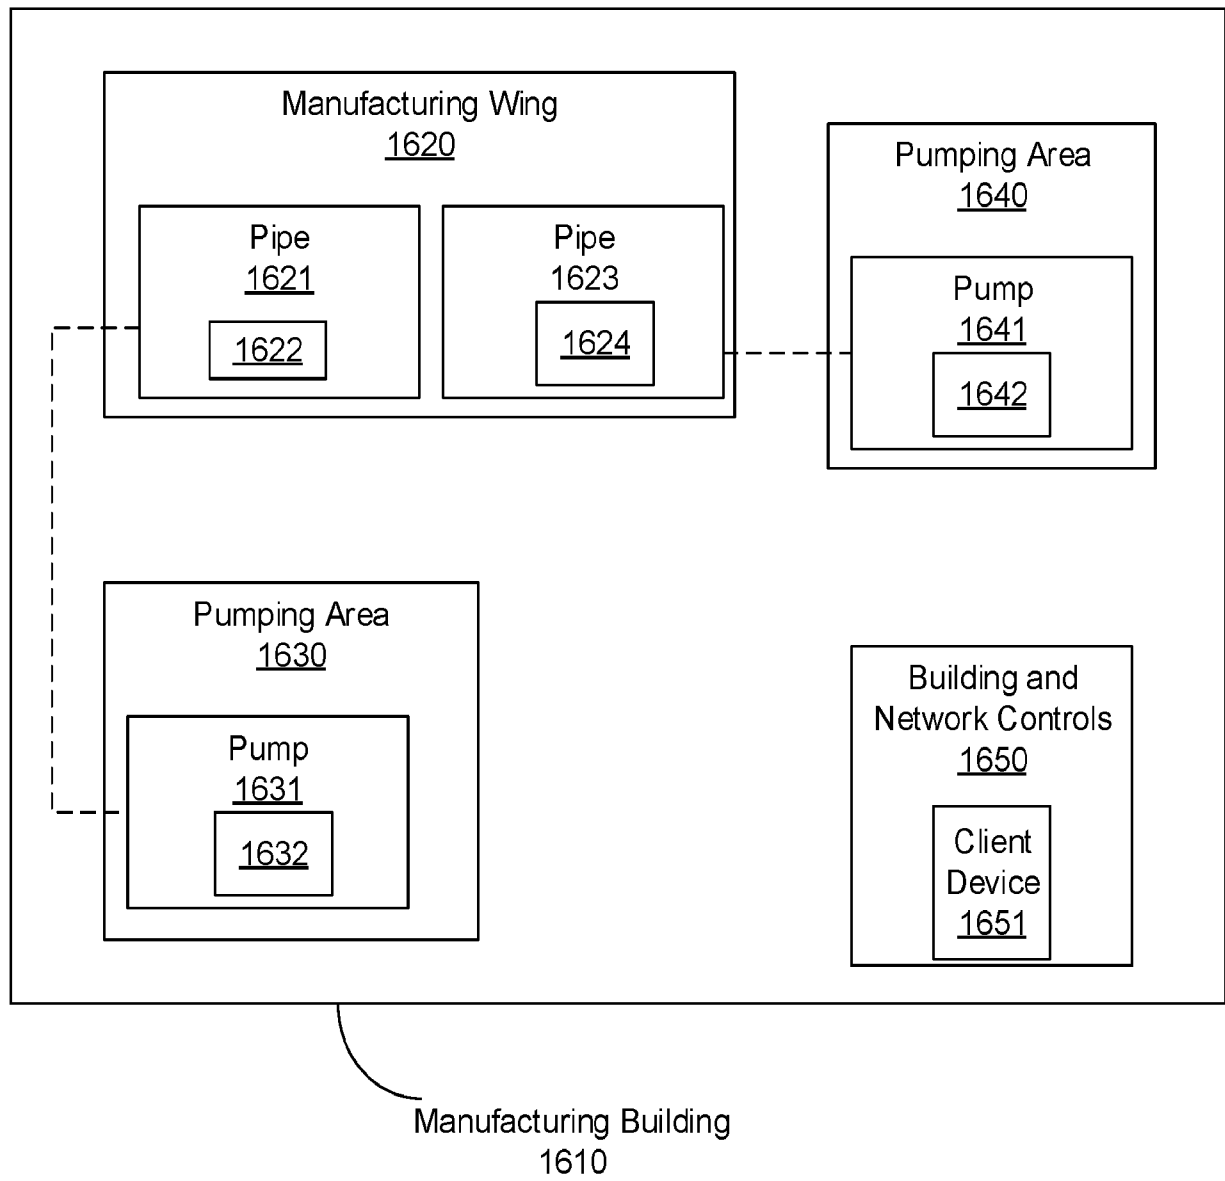 Manufacturing Wing
1620
Pipe
1621
1622
Pipe
1623
1624
Pumping Area
1640
Pump
1641
1642
Pumping Area
1630
Pump
1631
1632
Building and
Network Controls
1650
Client
Device
1651
Manufacturing Building
1610